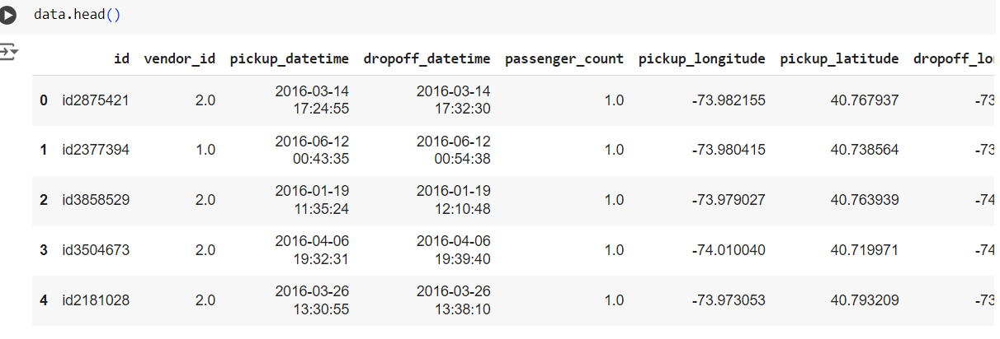 data.head()
id vendor_id pickup_datetime dropoff_datetime passenger_count pickup_longitude pickup_latitude dropoff_lo
0 id2875421 2.0 2016-03-14 17:24:55 2016-03-14 17:32:30 1.0 -73.982155 40.767937 -73
1 id2377394 1.0 2016-06-12 00:43:35 2016-06-12 00:54:38 1.0 -73.980415 40.738564 -73
2 id3858529 2.0 2016-01-19 11:35:24 2016-01-19 12:10:48 1.0 -73.979027 40.763939 -74
3 id3504673 2.0 2016-04-06 19:32:31 2016-04-06 19:39:40 1.0 -74.010040 40.719971 -74
4 id2181028 2.0 2016-03-26 13:30:55 2016-03-26 13:38:10 1.0 -73.973053 40.793209 -73